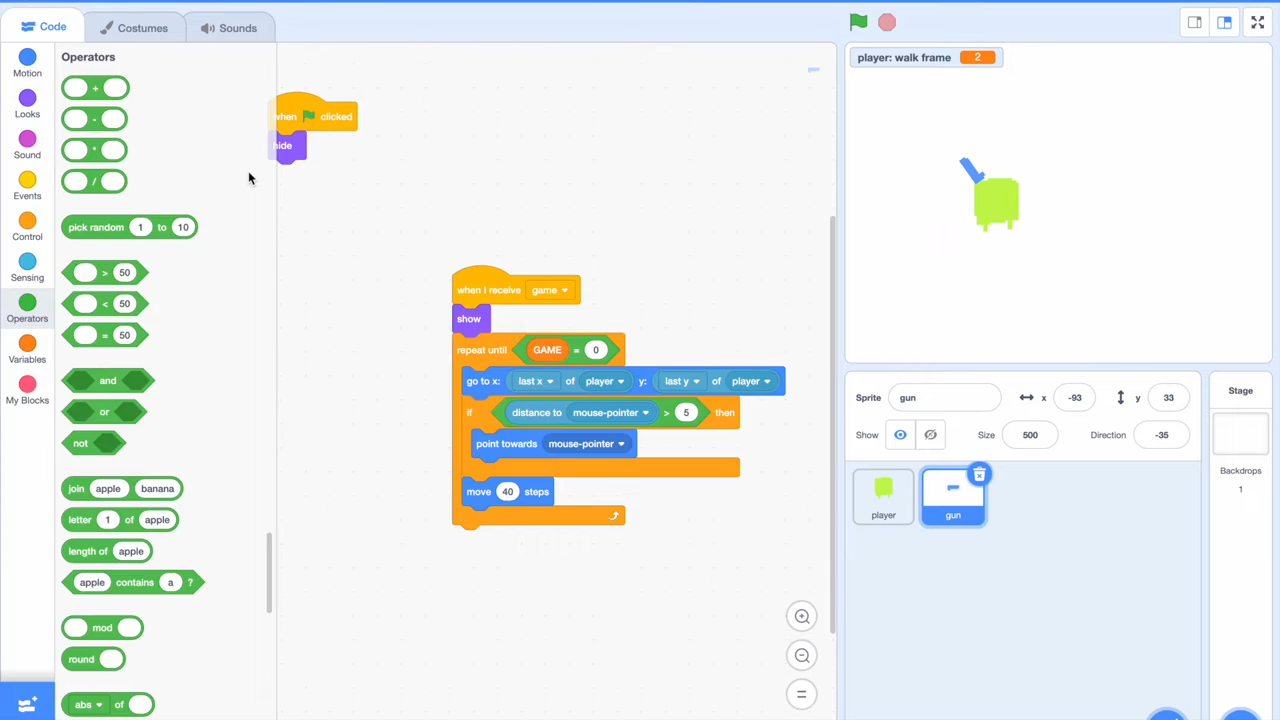 Code
Costumes
Sounds
Motion
Looks
Sound
Events
Control
Sensing
Operators
Variables
My Blocks
Operators
+
-
*
/
pick random 1 to 10
> 50
< 50
= 50
and
or
not
join apple banana
letter 1 of apple
length of apple
apple contains a ?
mod
round
abs of
when clicked
hide
when I receive game
show
repeat until GAME = 0
go to x: last x of player y: last y of player
if distance to mouse-pointer > 5 then
point towards mouse-pointer
move 40 steps
player: walk frame 2
Sprite gun x -93 y 33
Show Size 500 Direction -35
player
gun
Stage
Backdrops
1